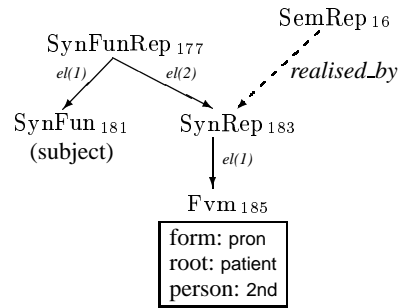 SemRep 16
SynFunRep 177
el(1) el(2) realised_by
SynFun 181 SynRep 183
(subject)
el(1)
Fvm 185
form: pron
root: patient
person: 2nd